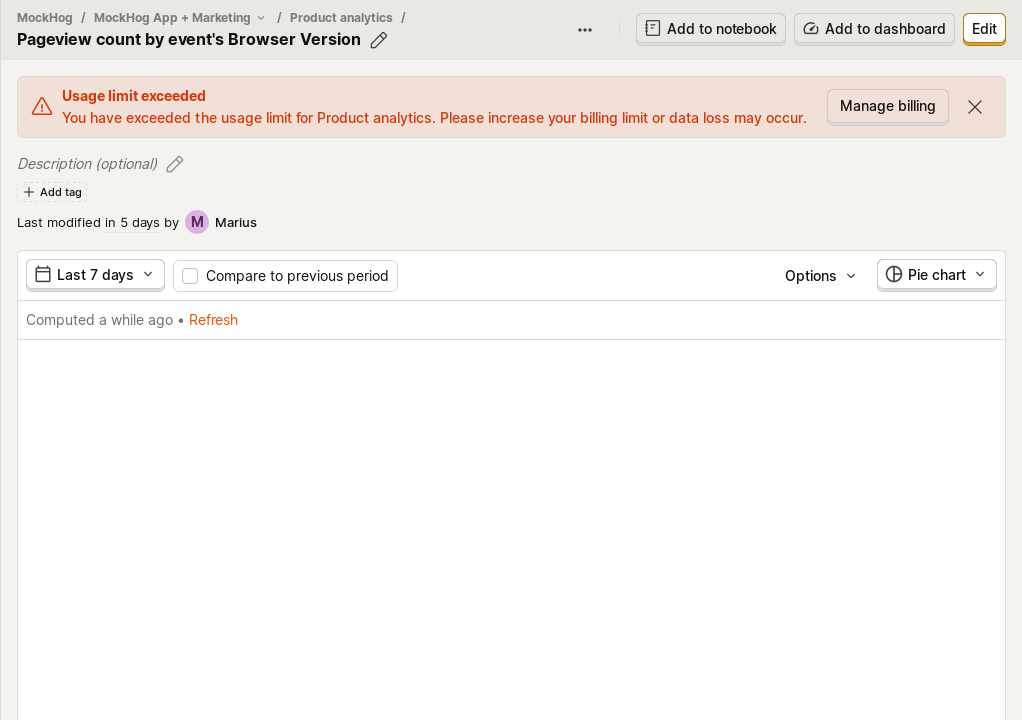 MockHog / MockHog App + Marketing / Product analytics /
Pageview count by event's Browser Version
Add to notebook
Add to dashboard
Edit
Usage limit exceeded
You have exceeded the usage limit for Product analytics. Please increase your billing limit or data loss may occur.
Manage billing
Description (optional)
Add tag
Last modified in 5 days by M Marius
Last 7 days
Compare to previous period
Options
Pie chart
Computed a while ago • Refresh